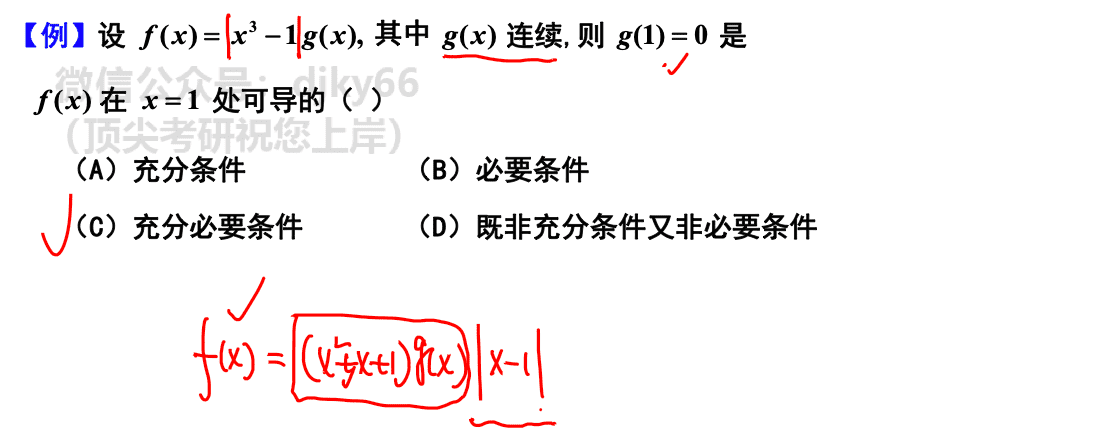 【例】设 f(x) = |x³ − 1|g(x), 其中 g(x) 连续, 则 g(1) = 0 是
微信公众号: djky66
f(x) 在 x = 1 处可导的 ( )
(顶尖考研祝您上岸)
(A) 充分条件 (B) 必要条件
(C) 充分必要条件 (D) 既非充分条件又非必要条件
f(x) = (x²+x+1)g(x)|x−1|